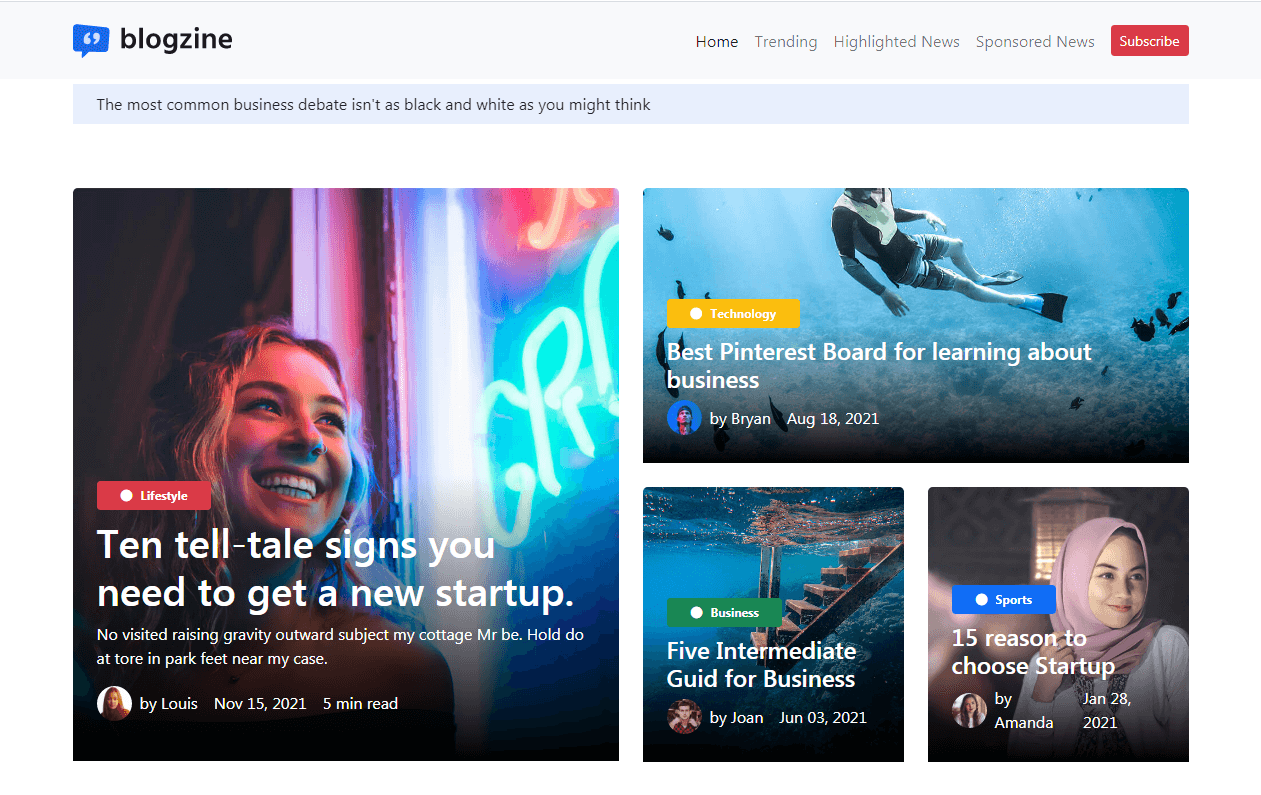 blogzine
Home Trending Highlighted News Sponsored News Subscribe
The most common business debate isn't as black and white as you might think
Lifestyle
Ten tell-tale signs you
need to get a new startup.
No visited raising gravity outward subject my cottage Mr be. Hold do
at tore in park feet near my case.
by Louis Nov 15, 2021 5 min read
Technology
Best Pinterest Board for learning about
business
by Bryan Aug 18, 2021
Business
Five Intermediate
Guid for Business
by Joan Jun 03, 2021
Sports
15 reason to
choose Startup
by
Amanda
Jan 28,
2021